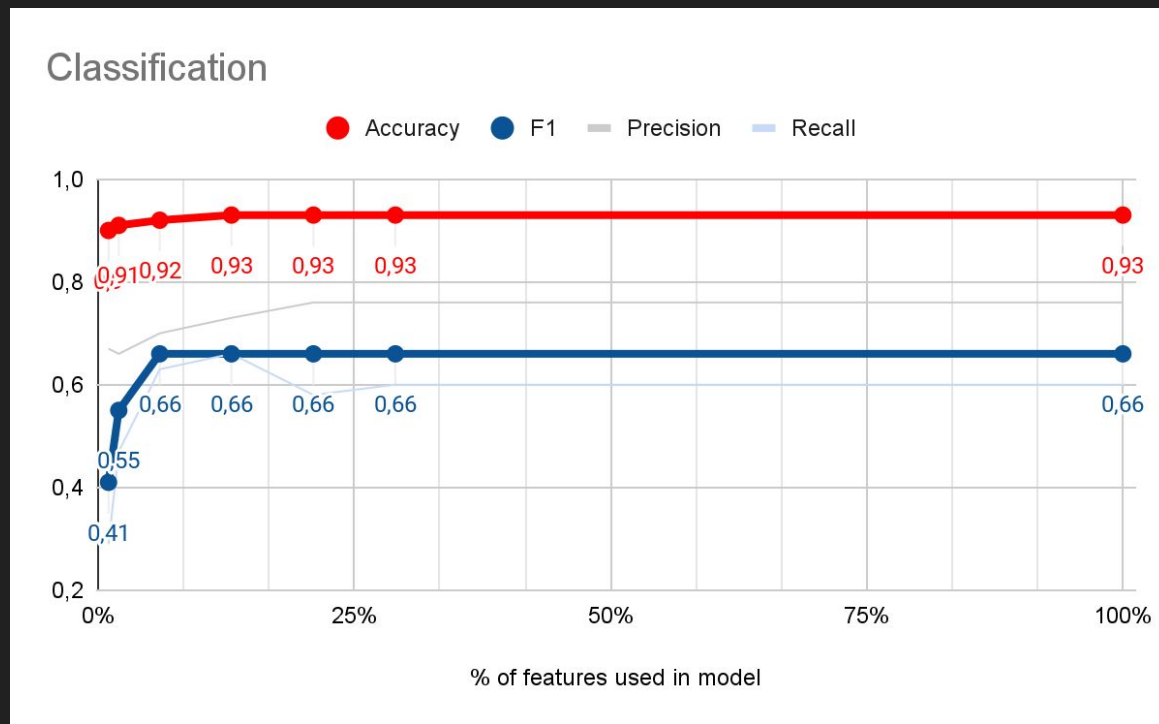 Classification
Accuracy F1 Precision Recall
1,0
0,91 0,92 0,93 0,93 0,93 0,93
0,8
0,6
0,66 0,66 0,66 0,66 0,66
0,55
0,4
0,41
0,2
0% 25% 50% 75% 100%
% of features used in model